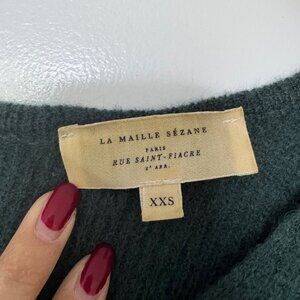 LA MAILLE SÉZANE
PARIS
RUE SAINT-FIACRE
2e ARR.
XXS